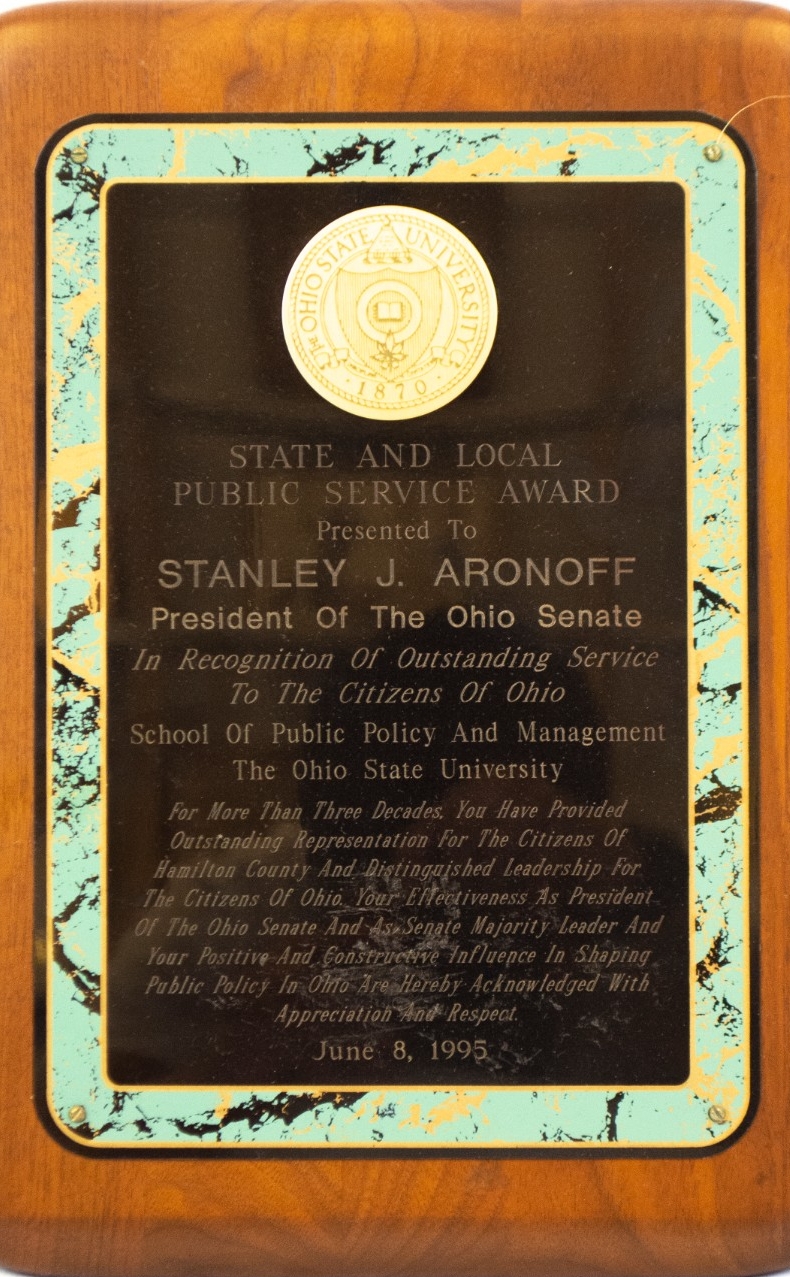 THE OHIO STATE UNIVERSITY
1870
STATE AND LOCAL
PUBLIC SERVICE AWARD
Presented To
STANLEY J. ARONOFF
President Of The Ohio Senate
In Recognition Of Outstanding Service
To The Citizens Of Ohio
School Of Public Policy And Management
The Ohio State University
For More Than Three Decades, You Have Provided
Outstanding Representation For The Citizens Of
Hamilton County And Distinguished Leadership For
The Citizens Of Ohio. Your Effectiveness As President
Of The Ohio Senate And As Senate Majority Leader And
Your Positive And Constructive Influence In Shaping
Public Policy In Ohio Are Hereby Acknowledged With
Appreciation And Respect.
June 8, 1995